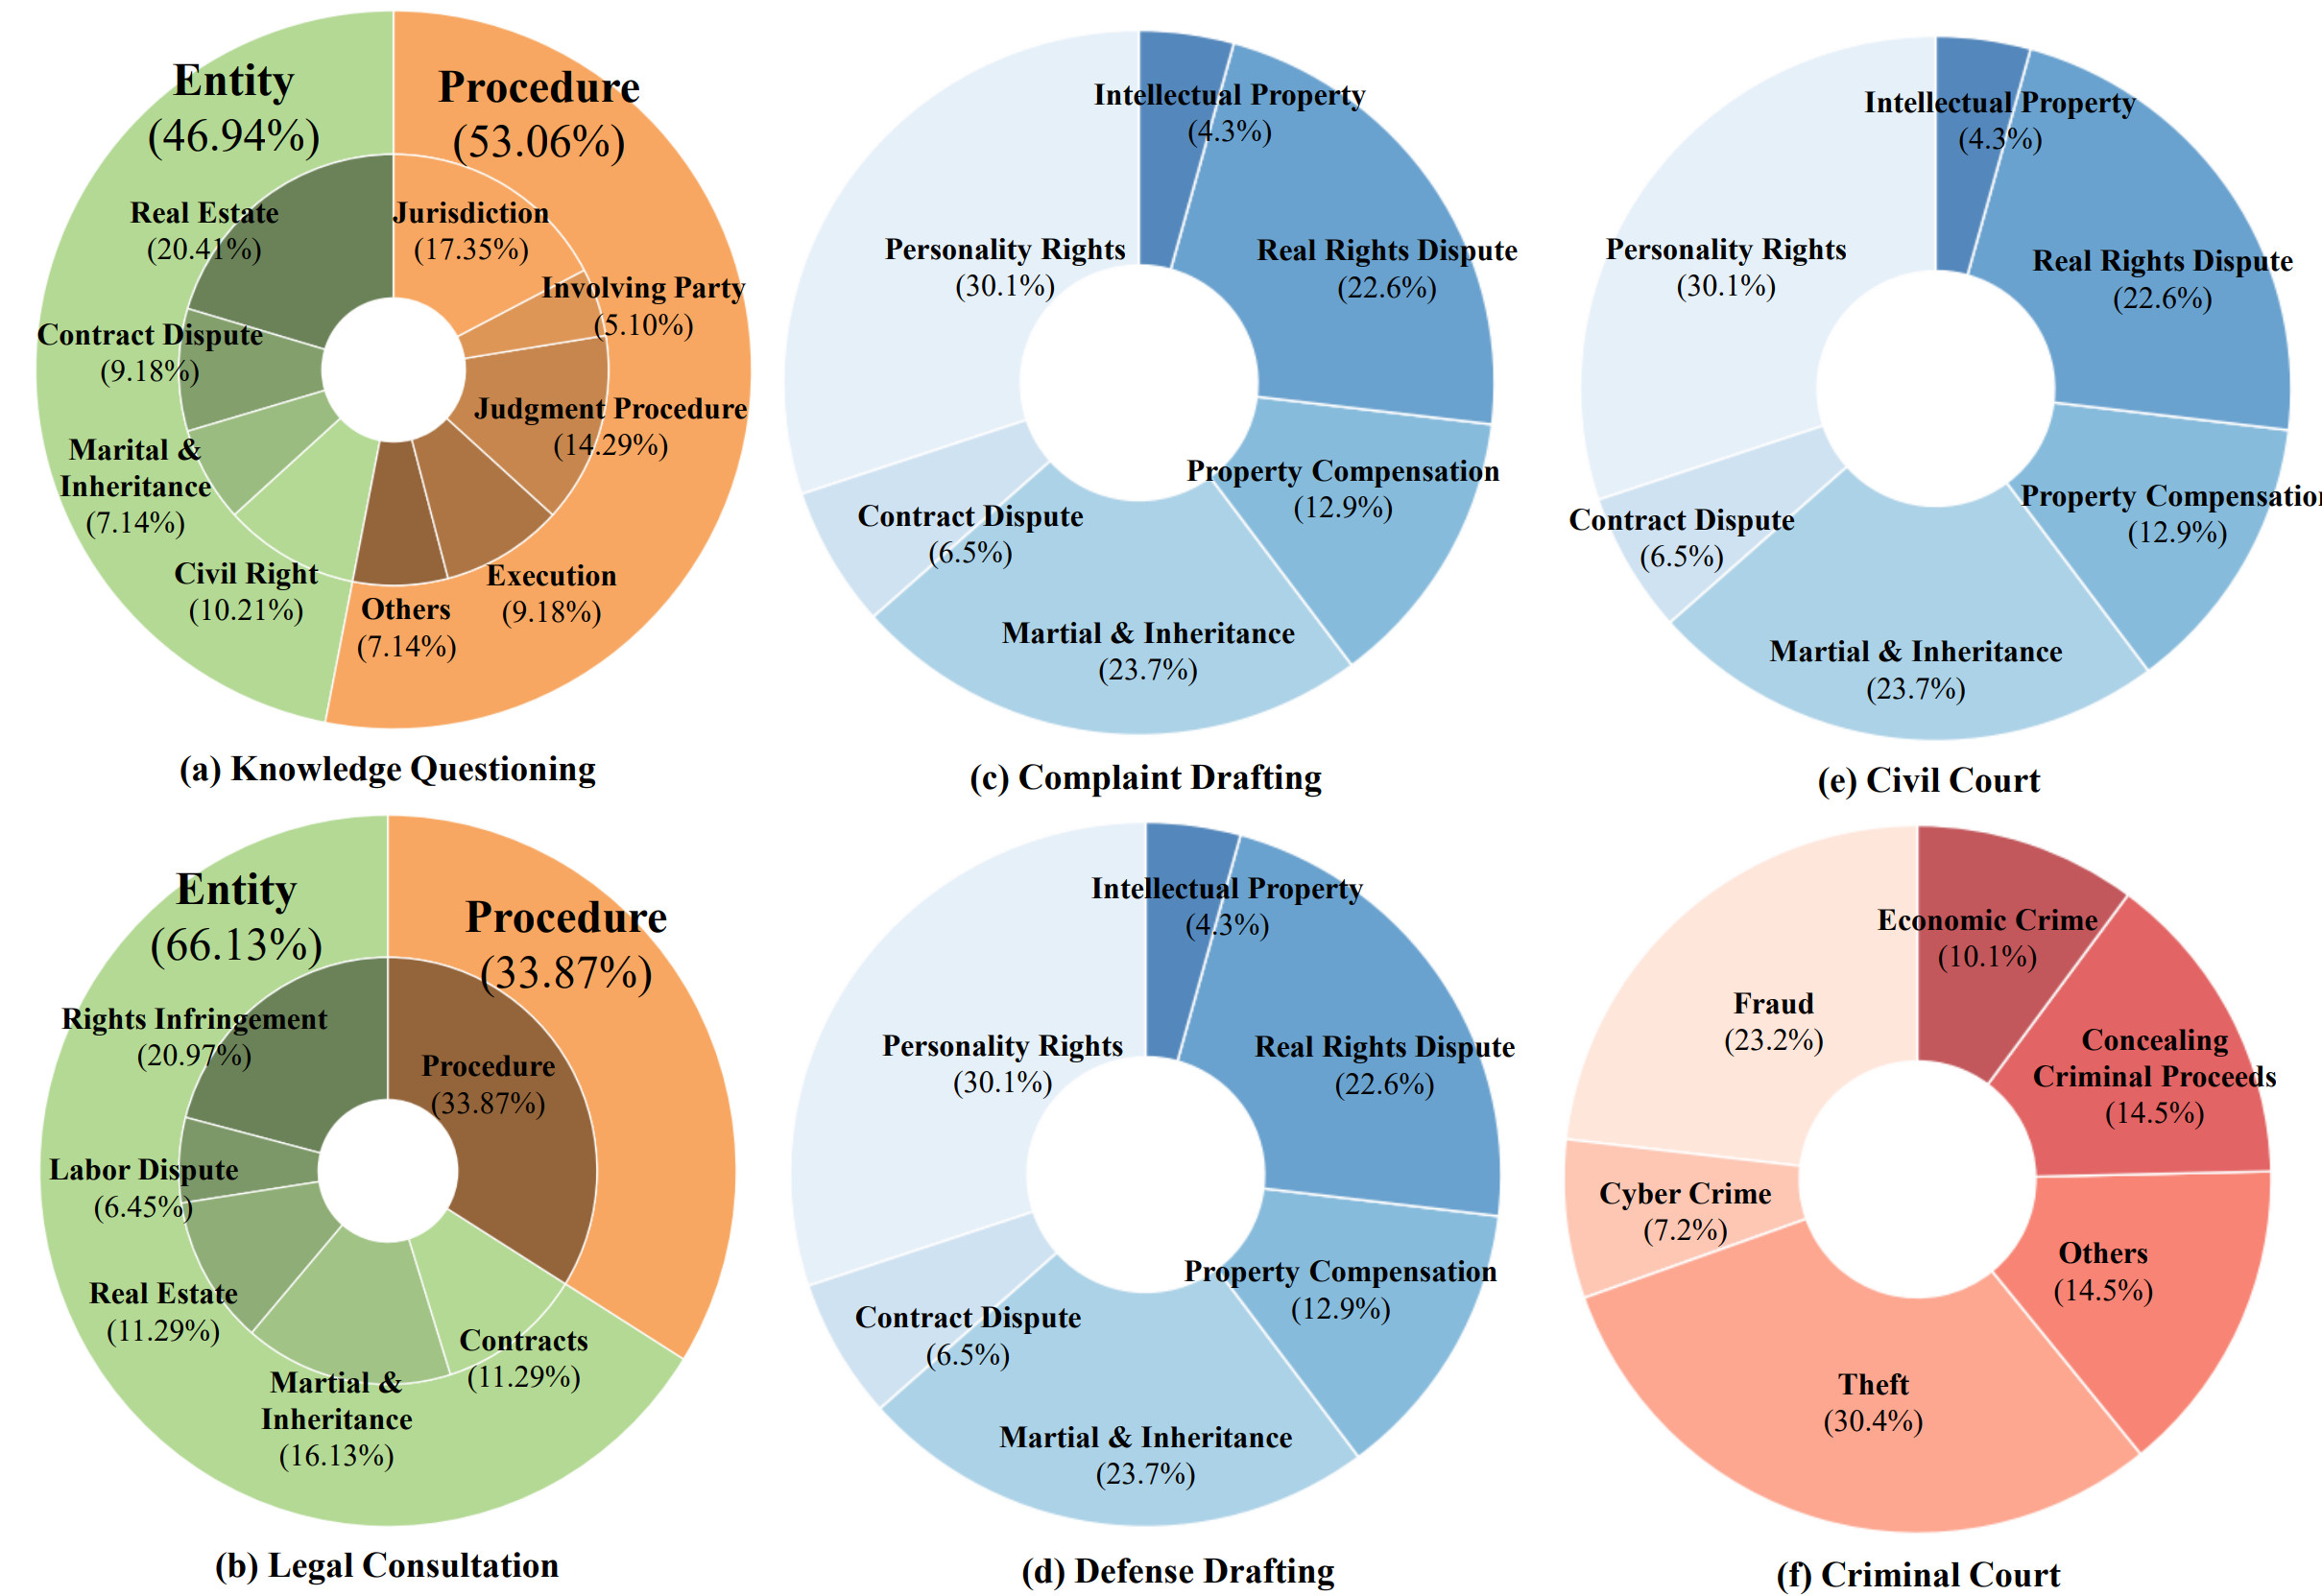 Entity
(46.94%)
Procedure
(53.06%)
Real Estate
(20.41%)
Jurisdiction
(17.35%)
Involving Party
(5.10%)
Contract Dispute
(9.18%)
Judgment Procedure
(14.29%)
Marital &
Inheritance
(7.14%)
Civil Right
(10.21%)
Others
(7.14%)
Execution
(9.18%)
(a) Knowledge Questioning
Intellectual Property
(4.3%)
Personality Rights
(30.1%)
Real Rights Dispute
(22.6%)
Property Compensation
(12.9%)
Contract Dispute
(6.5%)
Martial & Inheritance
(23.7%)
(c) Complaint Drafting
Intellectual Property
(4.3%)
Personality Rights
(30.1%)
Real Rights Dispute
(22.6%)
Property Compensation
(12.9%)
Contract Dispute
(6.5%)
Martial & Inheritance
(23.7%)
(e) Civil Court
Entity
(66.13%)
Procedure
(33.87%)
Rights Infringement
(20.97%)
Procedure
(33.87%)
Labor Dispute
(6.45%)
Real Estate
(11.29%)
Contracts
(11.29%)
Martial &
Inheritance
(16.13%)
(b) Legal Consultation
Intellectual Property
(4.3%)
Personality Rights
(30.1%)
Real Rights Dispute
(22.6%)
Property Compensation
(12.9%)
Contract Dispute
(6.5%)
Martial & Inheritance
(23.7%)
(d) Defense Drafting
Economic Crime
(10.1%)
Fraud
(23.2%)
Concealing
Criminal Proceeds
(14.5%)
Cyber Crime
(7.2%)
Others
(14.5%)
Theft
(30.4%)
(f) Criminal Court